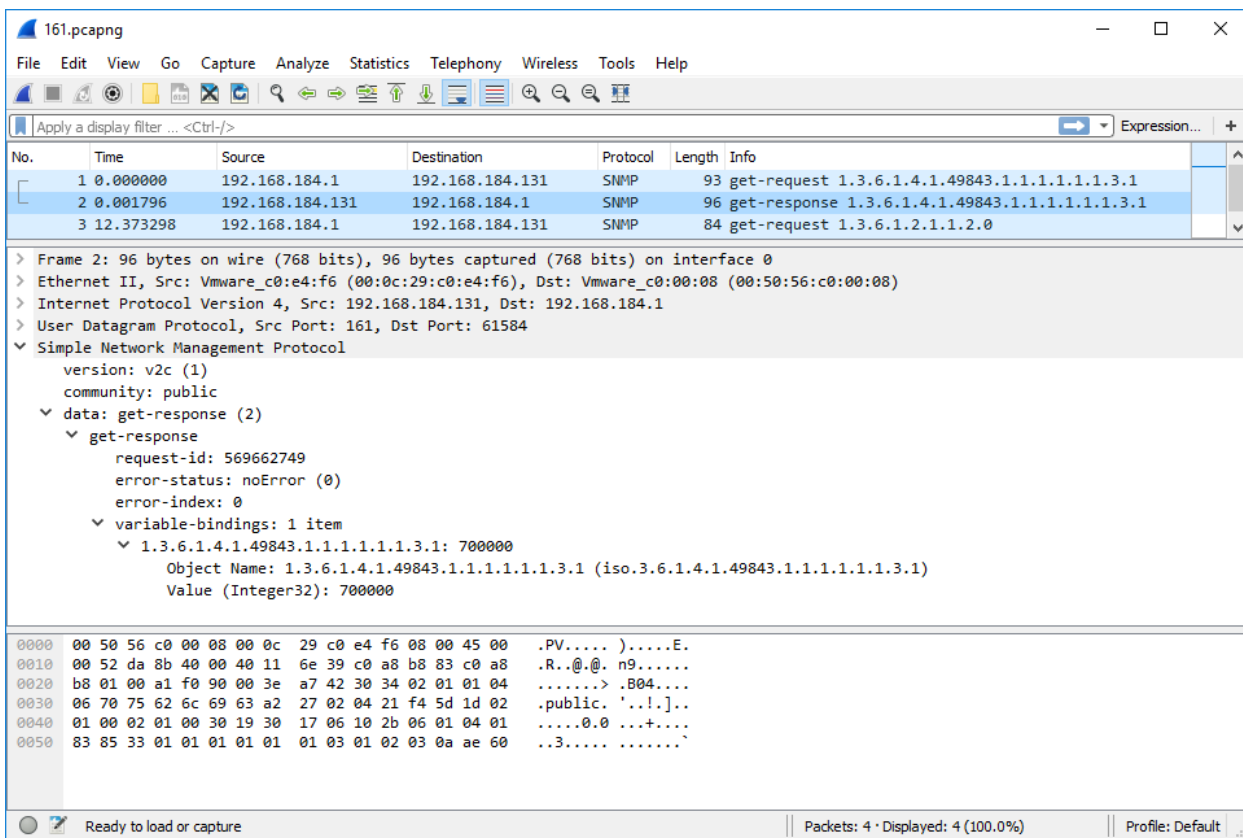 161.pcapng
File Edit View Go Capture Analyze Statistics Telephony Wireless Tools Help
Apply a display filter ... <Ctrl-/> Expression... +
No. Time Source Destination Protocol Length Info
1 0.000000 192.168.184.1 192.168.184.131 SNMP 93 get-request 1.3.6.1.4.1.49843.1.1.1.1.1.1.3.1
2 0.001796 192.168.184.131 192.168.184.1 SNMP 96 get-response 1.3.6.1.4.1.49843.1.1.1.1.1.1.3.1
3 12.373298 192.168.184.1 192.168.184.131 SNMP 84 get-request 1.3.6.1.2.1.1.2.0
Frame 2: 96 bytes on wire (768 bits), 96 bytes captured (768 bits) on interface 0
Ethernet II, Src: Vmware_c0:e4:f6 (00:0c:29:c0:e4:f6), Dst: Vmware_c0:00:08 (00:50:56:c0:00:08)
Internet Protocol Version 4, Src: 192.168.184.131, Dst: 192.168.184.1
User Datagram Protocol, Src Port: 161, Dst Port: 61584
Simple Network Management Protocol
version: v2c (1)
community: public
data: get-response (2)
get-response
request-id: 569662749
error-status: noError (0)
error-index: 0
variable-bindings: 1 item
1.3.6.1.4.1.49843.1.1.1.1.1.1.3.1: 700000
Object Name: 1.3.6.1.4.1.49843.1.1.1.1.1.1.3.1 (iso.3.6.1.4.1.49843.1.1.1.1.1.1.3.1)
Value (Integer32): 700000
0000 00 50 56 c0 00 08 00 0c 29 c0 e4 f6 08 00 45 00 .PV..... ).....E.
0010 00 52 da 8b 40 00 40 11 6e 39 c0 a8 b8 83 c0 a8 .R..@.@. n9......
0020 b8 01 00 a1 f0 90 00 3e a7 42 30 34 02 01 01 04 .......> .B04....
0030 06 70 75 62 6c 69 63 a2 27 02 04 21 f4 5d 1d 02 .public. '..!.]..
0040 01 00 02 01 00 30 19 30 17 06 10 2b 06 01 04 01 .....0.0 ...+....
0050 83 85 33 01 01 01 01 01 01 03 01 02 03 0a ae 60 ..3..... .......`
Ready to load or capture Packets: 4 · Displayed: 4 (100.0%) Profile: Default